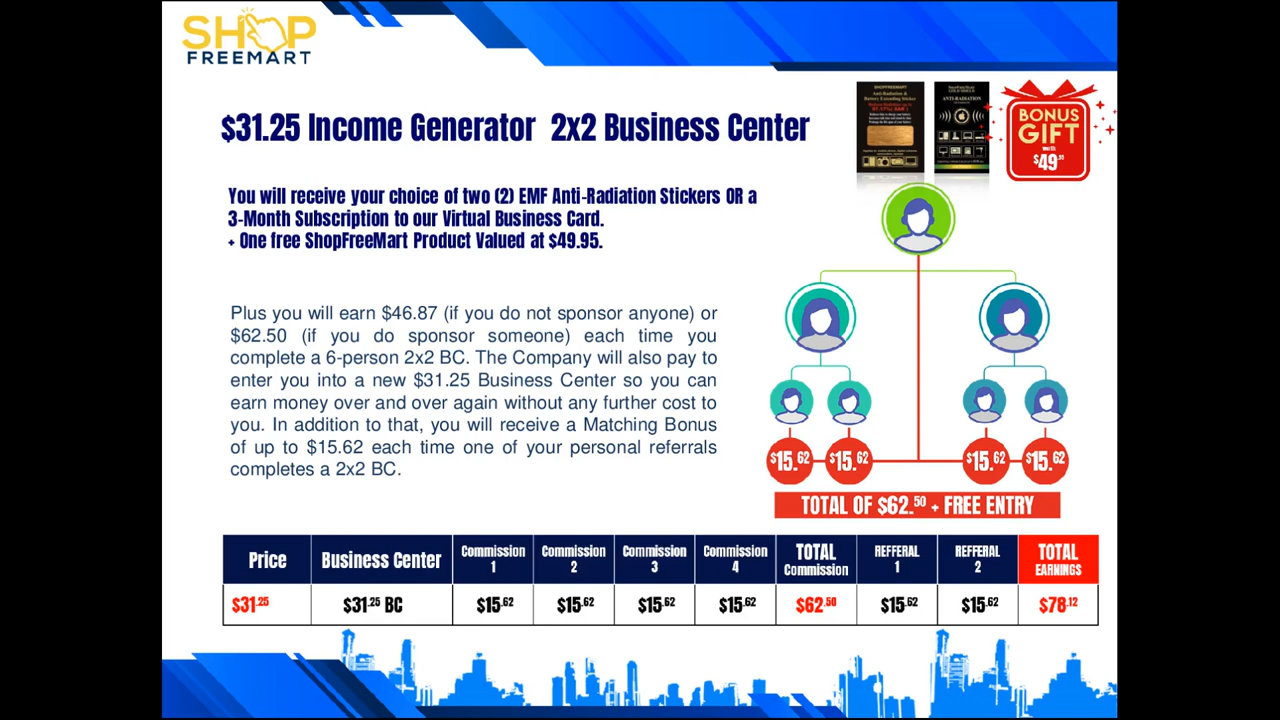 SHOP
FREEMART
$31.25 Income Generator 2x2 Business Center
SHOPFREEMART
Anti-Radiation &
Battery Extending Sticker
ANTI-RADIATION
BONUS
GIFT
$49.95
You will receive your choice of two (2) EMF Anti-Radiation Stickers OR a
3-Month Subscription to our Virtual Business Card.
+ One free ShopFreeMart Product Valued at $49.95.
Plus you will earn $46.87 (if you do not sponsor anyone) or
$62.50 (if you do sponsor someone) each time you
complete a 6-person 2x2 BC. The Company will also pay to
enter you into a new $31.25 Business Center so you can
earn money over and over again without any further cost to
you. In addition to that, you will receive a Matching Bonus
of up to $15.62 each time one of your personal referrals
completes a 2x2 BC.
$15.62 $15.62 $15.62 $15.62
TOTAL OF $62.50 + FREE ENTRY
Price Business Center Commission 1 Commission 2 Commission 3 Commission 4 TOTAL Commission REFFERAL 1 REFFERAL 2 TOTAL EARNINGS
$31.25 $31.25 BC $15.62 $15.62 $15.62 $15.62 $62.50 $15.62 $15.62 $78.12